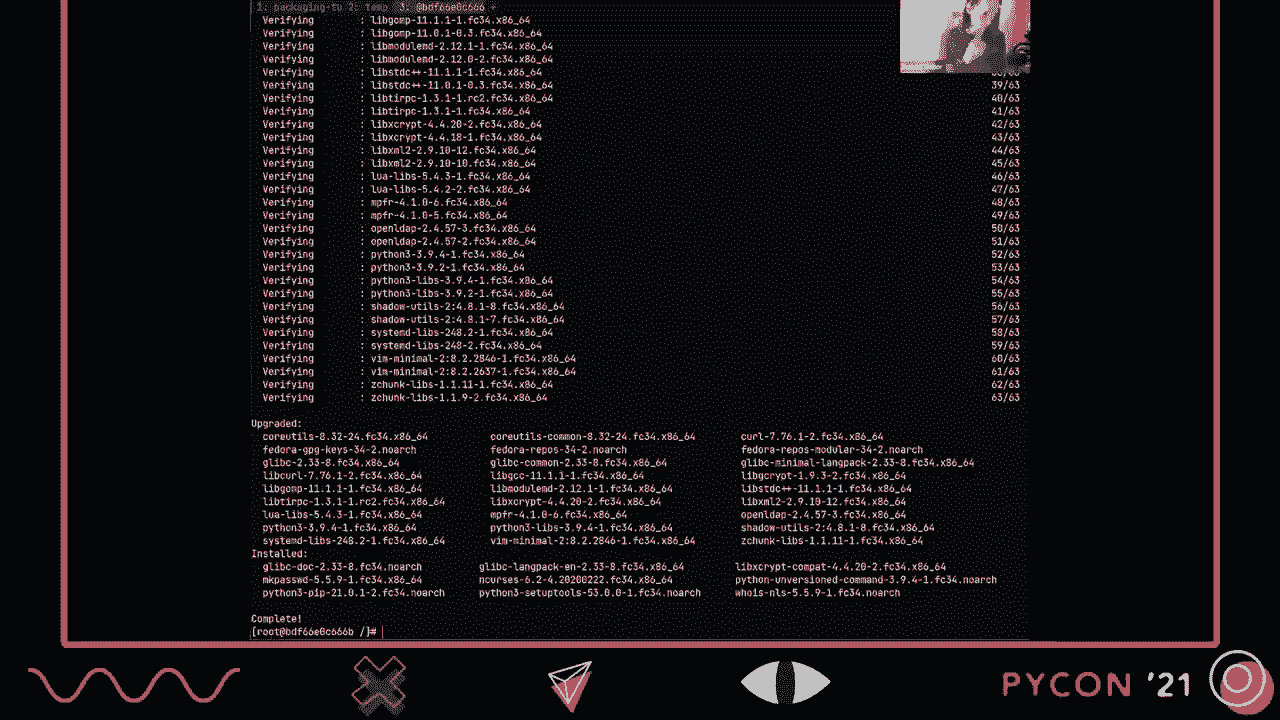 1. packaging-tu 2. temp 3. @bdf66e0c666 +
Verifying : libgomp-11.1.1-1.fc34.x86_64
Verifying : libgomp-11.0.1-0.3.fc34.x86_64
Verifying : libmodulemd-2.12.1-1.fc34.x86_64
Verifying : libmodulemd-2.12.0-2.fc34.x86_64
Verifying : libstdc++-11.1.1-1.fc34.x86_64
Verifying : libstdc++-11.0.1-0.3.fc34.x86_64 39/63
Verifying : libtirpc-1.3.1-1.rc2.fc34.x86_64 40/63
Verifying : libtirpc-1.3.1-1.fc34.x86_64 41/63
Verifying : libxcrypt-4.4.20-2.fc34.x86_64 42/63
Verifying : libxcrypt-4.4.18-1.fc34.x86_64 43/63
Verifying : libxml2-2.9.10-12.fc34.x86_64 44/63
Verifying : libxml2-2.9.10-10.fc34.x86_64 45/63
Verifying : lua-libs-5.4.3-1.fc34.x86_64 46/63
Verifying : lua-libs-5.4.2-2.fc34.x86_64 47/63
Verifying : mpfr-4.1.0-6.fc34.x86_64 48/63
Verifying : mpfr-4.1.0-5.fc34.x86_64 49/63
Verifying : openldap-2.4.57-3.fc34.x86_64 50/63
Verifying : openldap-2.4.57-2.fc34.x86_64 51/63
Verifying : python3-3.9.4-1.fc34.x86_64 52/63
Verifying : python3-3.9.2-1.fc34.x86_64 53/63
Verifying : python3-libs-3.9.4-1.fc34.x86_64 54/63
Verifying : python3-libs-3.9.2-1.fc34.x86_64 55/63
Verifying : shadow-utils-2:4.8.1-8.fc34.x86_64 56/63
Verifying : shadow-utils-2:4.8.1-7.fc34.x86_64 57/63
Verifying : systemd-libs-248.2-1.fc34.x86_64 58/63
Verifying : systemd-libs-248-2.fc34.x86_64 59/63
Verifying : vim-minimal-2:8.2.2846-1.fc34.x86_64 60/63
Verifying : vim-minimal-2:8.2.2637-1.fc34.x86_64 61/63
Verifying : zchunk-libs-1.1.11-1.fc34.x86_64 62/63
Verifying : zchunk-libs-1.1.9-2.fc34.x86_64 63/63
Upgraded:
coreutils-8.32-24.fc34.x86_64 coreutils-common-8.32-24.fc34.x86_64 curl-7.76.1-2.fc34.x86_64
fedora-gpg-keys-34-2.noarch fedora-repos-34-2.noarch fedora-repos-modular-34-2.noarch
glibc-2.33-8.fc34.x86_64 glibc-common-2.33-8.fc34.x86_64 glibc-minimal-langpack-2.33-8.fc34.x86_64
libcurl-7.76.1-2.fc34.x86_64 libgcc-11.1.1-1.fc34.x86_64 libgcrypt-1.9.3-2.fc34.x86_64
libgomp-11.1.1-1.fc34.x86_64 libmodulemd-2.12.1-1.fc34.x86_64 libstdc++-11.1.1-1.fc34.x86_64
libtirpc-1.3.1-1.rc2.fc34.x86_64 libxcrypt-4.4.20-2.fc34.x86_64 libxml2-2.9.10-12.fc34.x86_64
lua-libs-5.4.3-1.fc34.x86_64 mpfr-4.1.0-6.fc34.x86_64 openldap-2.4.57-3.fc34.x86_64
python3-3.9.4-1.fc34.x86_64 python3-libs-3.9.4-1.fc34.x86_64 shadow-utils-2:4.8.1-8.fc34.x86_64
systemd-libs-248.2-1.fc34.x86_64 vim-minimal-2:8.2.2846-1.fc34.x86_64 zchunk-libs-1.1.11-1.fc34.x86_64
Installed:
glibc-doc-2.33-8.fc34.noarch glibc-langpack-en-2.33-8.fc34.x86_64 libxcrypt-compat-4.4.20-2.fc34.x86_64
mkpasswd-5.5.9-1.fc34.x86_64 ncurses-6.2-4.20200222.fc34.x86_64 python-unversioned-command-3.9.4-1.fc34.noarch
python3-pip-21.0.1-2.fc34.noarch python3-setuptools-53.0.0-1.fc34.noarch whois-nls-5.5.9-1.fc34.noarch
Complete!
[root@bdf66e0c666b /]#
PYCON '21